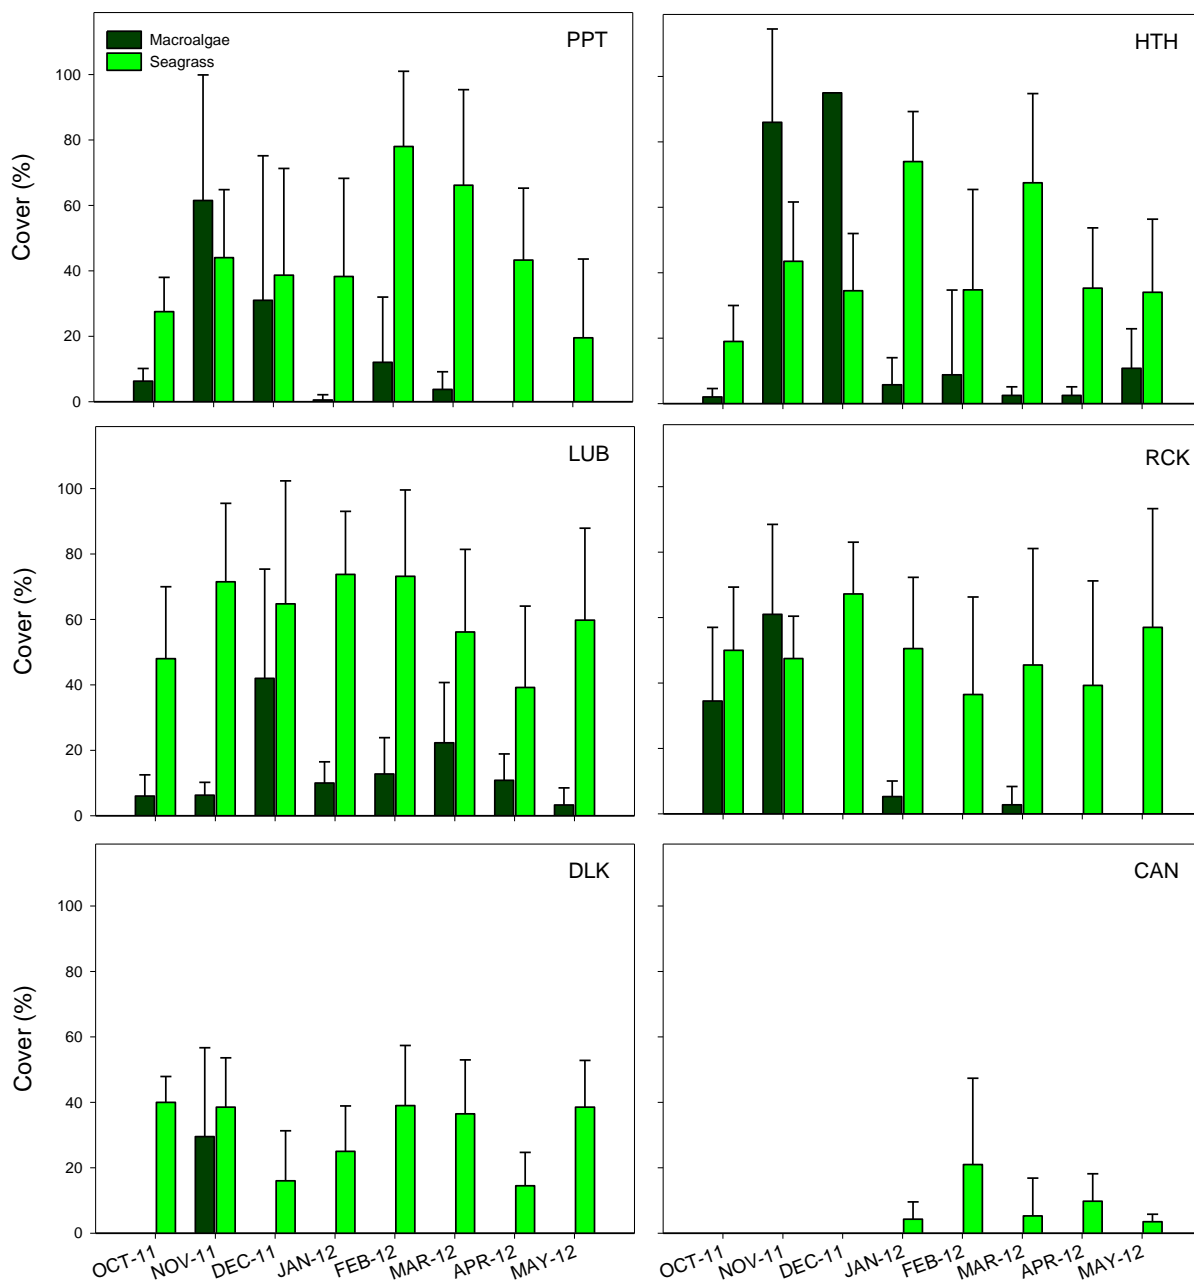 Macroalgae
Seagrass
PPT
HTH
Cover (%)
100
80
60
40
20
0
LUB
RCK
Cover (%)
100
80
60
40
20
0
DLK
CAN
Cover (%)
100
80
60
40
20
0
OCT-11 NOV-11 DEC-11 JAN-12 FEB-12 MAR-12 APR-12 MAY-12
OCT-11 NOV-11 DEC-11 JAN-12 FEB-12 MAR-12 APR-12 MAY-12